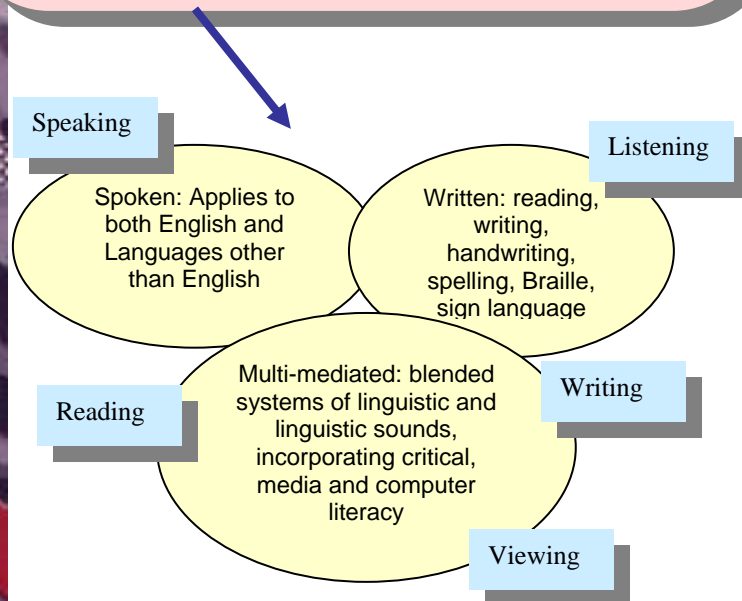 Speaking
Listening
Spoken: Applies to
both English and
Languages other
than English
Written: reading,
writing,
handwriting,
spelling, Braille,
sign language
Multi-mediated: blended
systems of linguistic and
linguistic sounds,
incorporating critical,
media and computer
literacy
Reading
Writing
Viewing